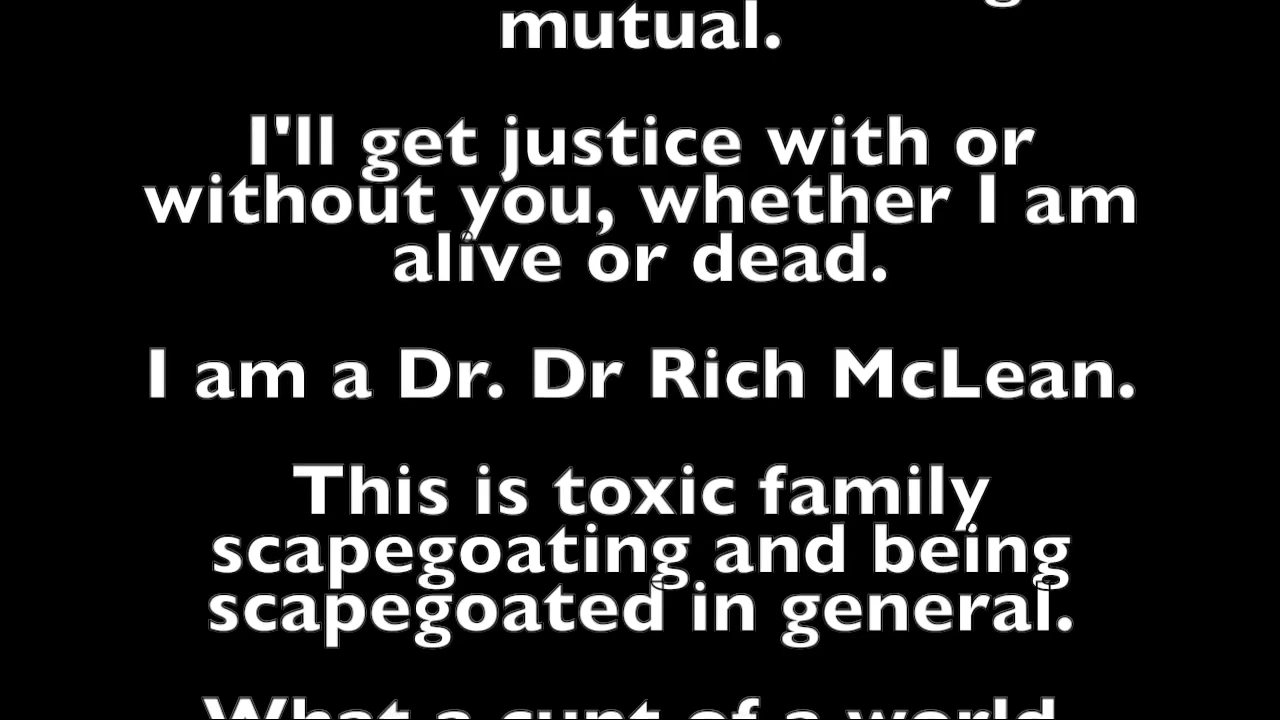 mutual.
I'll get justice with or
without you, whether I am
alive or dead.
I am a Dr. Dr Rich McLean.
This is toxic family
scapegoating and being
scapegoated in general.
What a cunt of a world